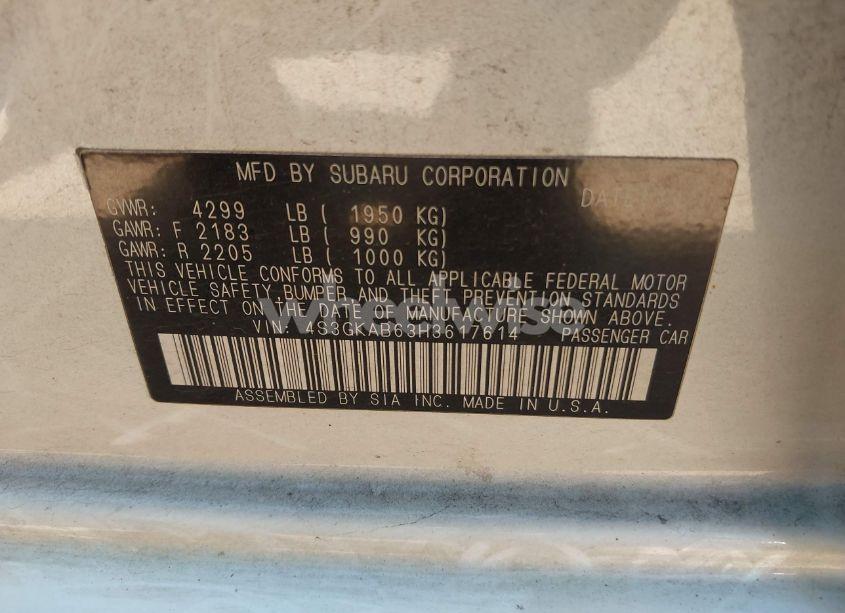 MFD BY SUBARU CORPORATION
DATE
GVWR: 4299 LB ( 1950 KG)
GAWR: F 2183 LB ( 990 KG)
GAWR: R 2205 LB ( 1000 KG)
THIS VEHICLE CONFORMS TO ALL APPLICABLE FEDERAL MOTOR
VEHICLE SAFETY, BUMPER AND THEFT PREVENTION STANDARDS
IN EFFECT ON THE DATE OF MANUFACTURE SHOWN ABOVE.
wheelwise
VIN: 4S3GKAB63H3617614 PASSENGER CAR
ASSEMBLED BY SIA INC. MADE IN U.S.A.